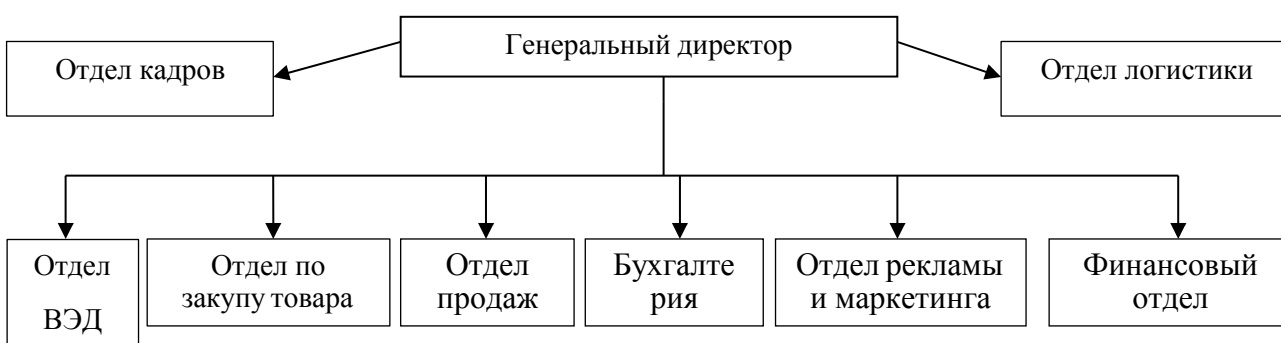 Генеральный директор
Отдел кадров
Отдел логистики
Отдел
ВЭД
Отдел по
закупу товара
Отдел
продаж
Бухгалте
рия
Отдел рекламы
и маркетинга
Финансовый
отдел